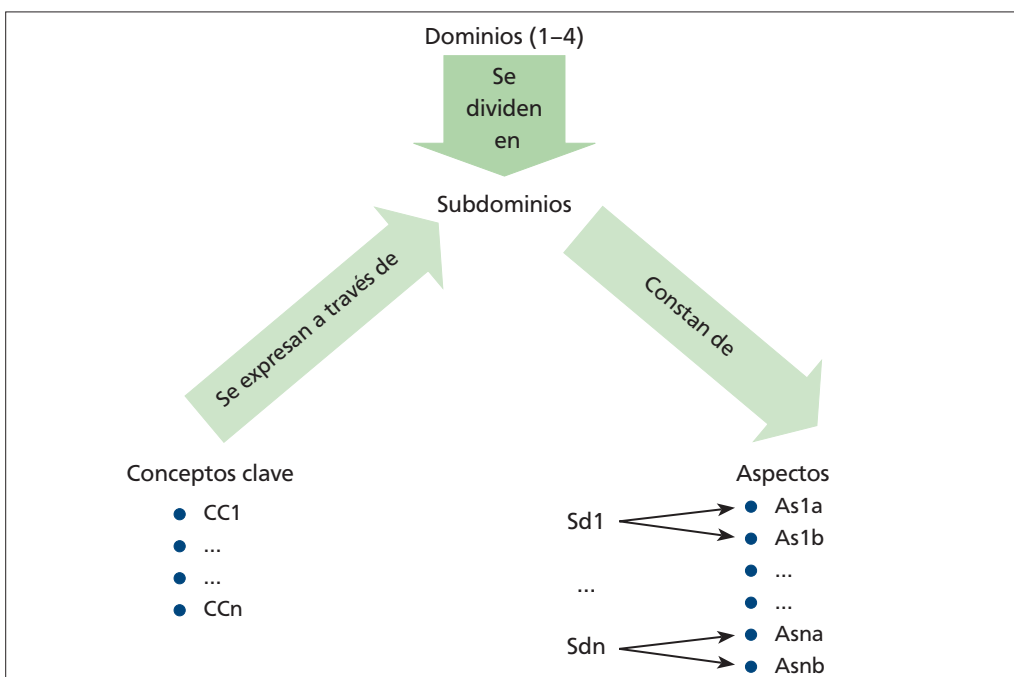 Dominios (1–4)
Se
dividen
en
Subdominios
Se expresan a través de
Constan de
Conceptos clave
CC1
...
...
CCn
Aspectos
Sd1
As1a
As1b
...
...
...
Sdn
Asna
Asnb